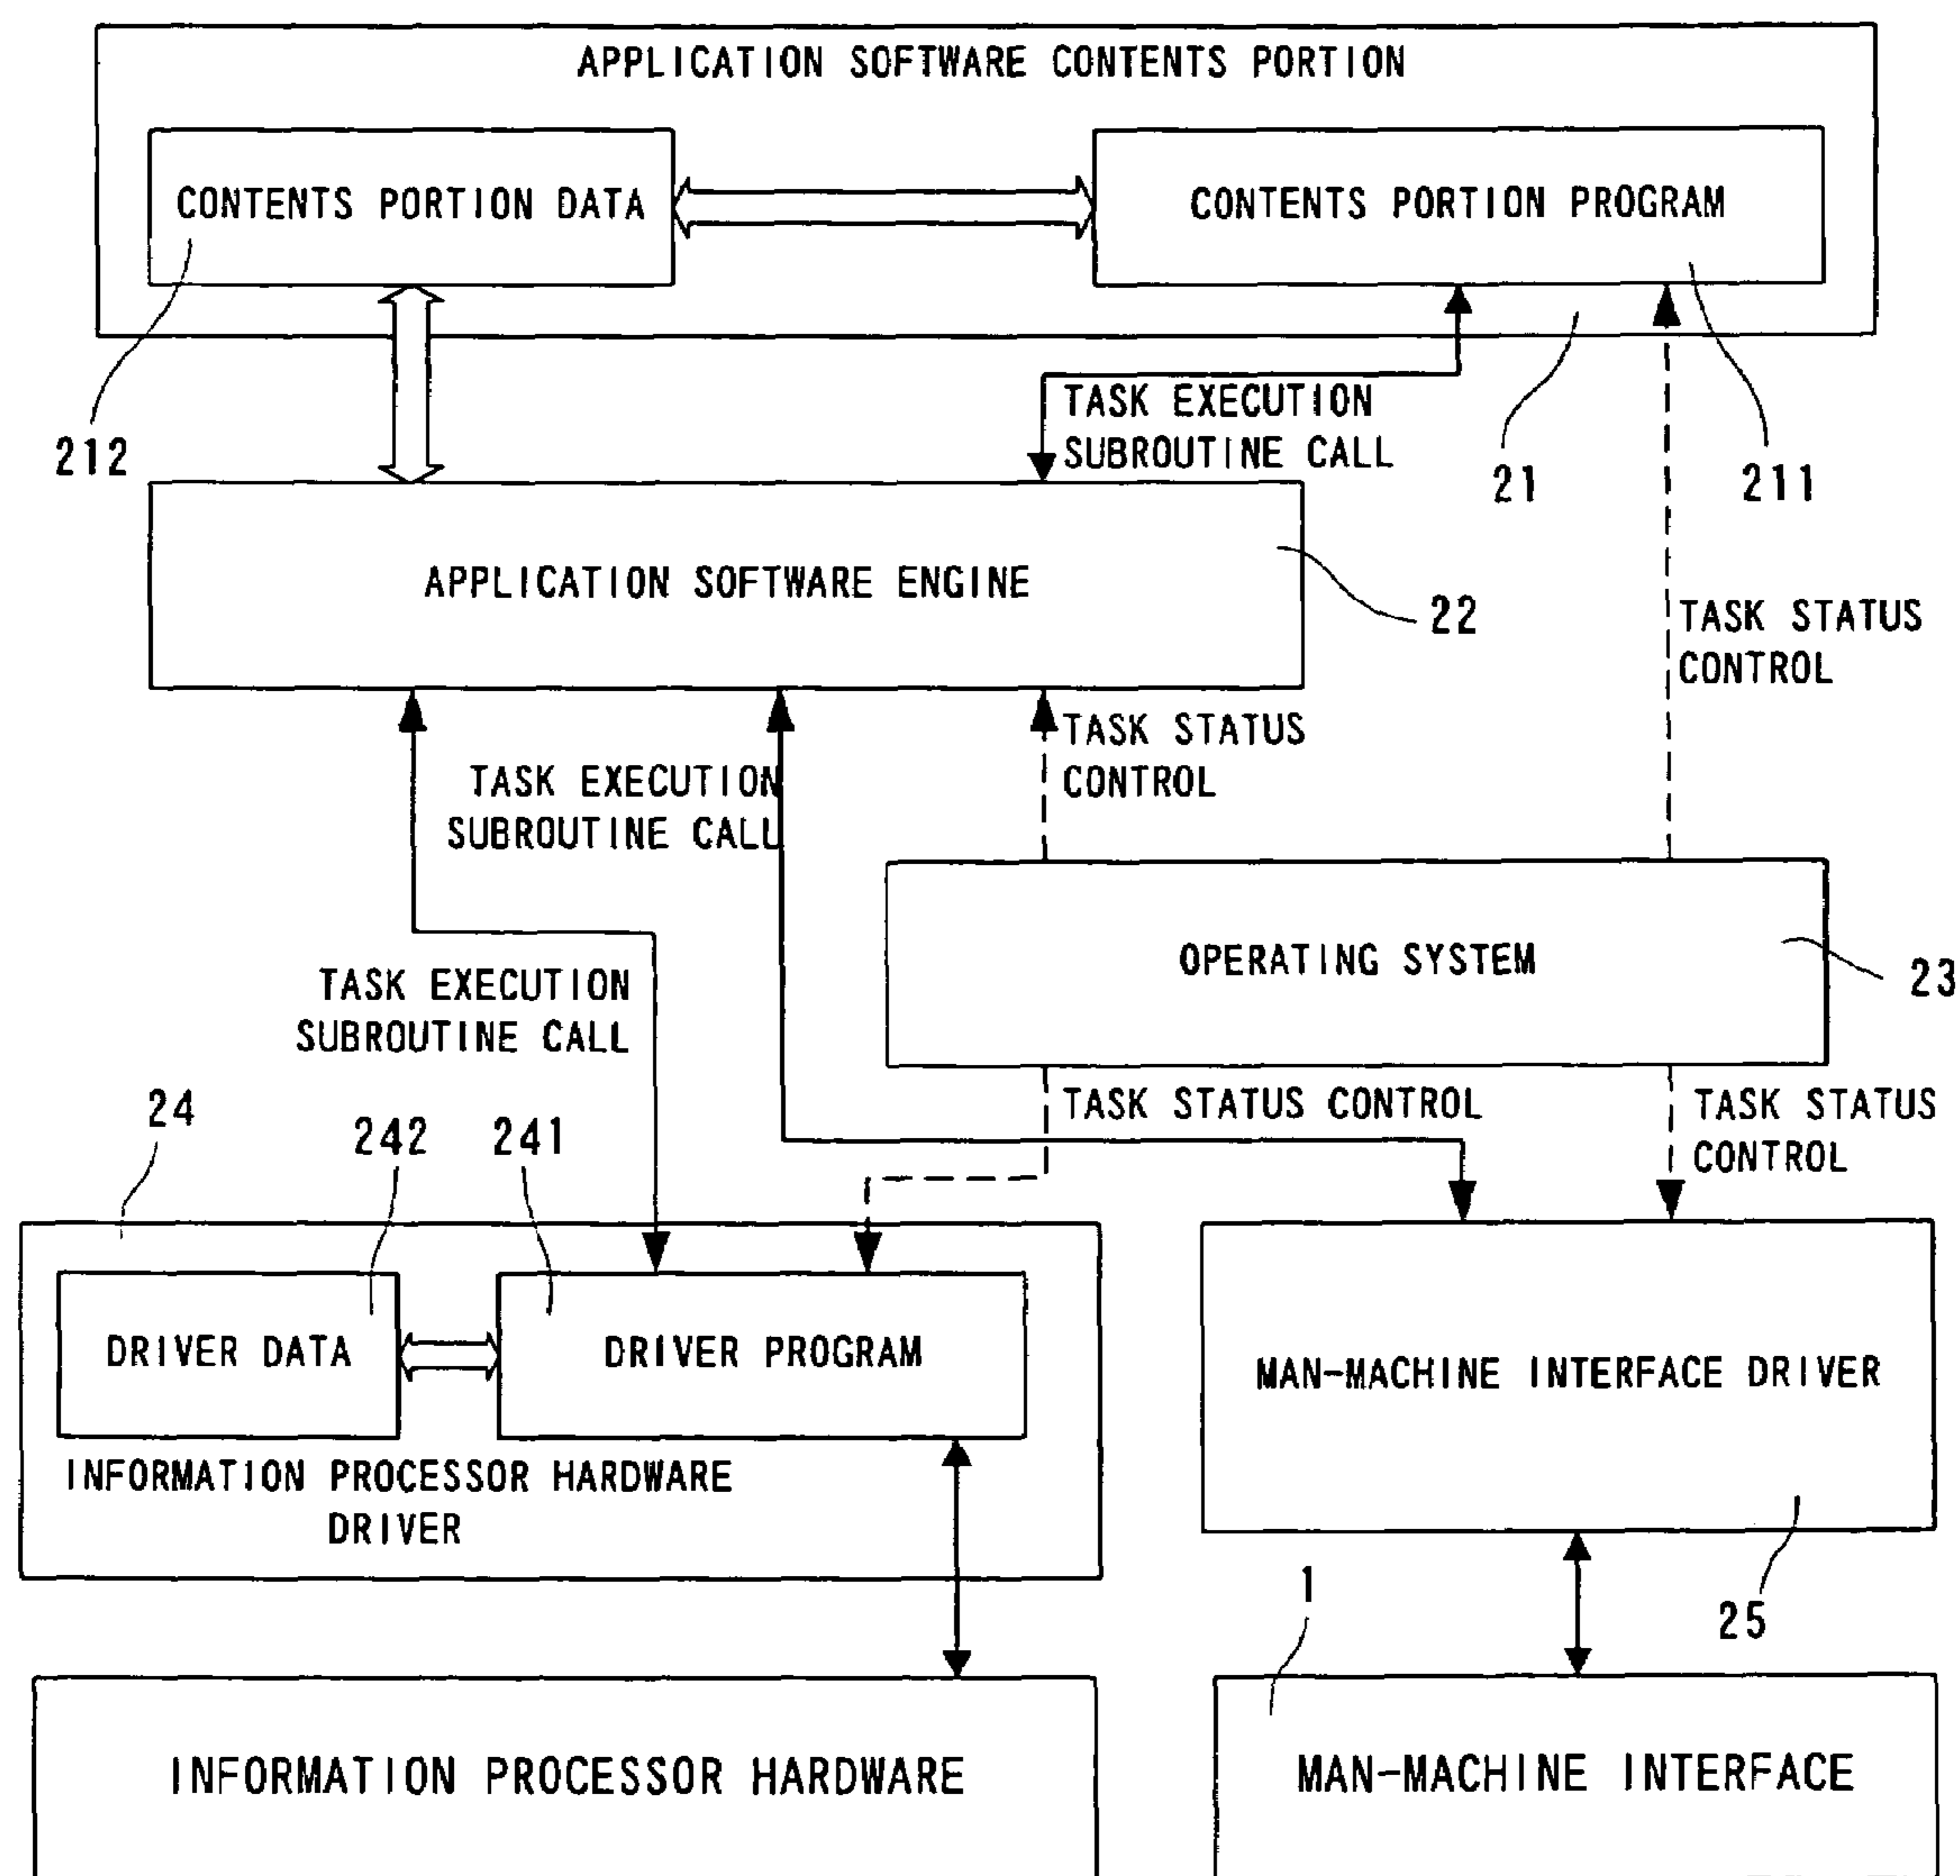 APPLICATION SOFTWARE CONTENTS PORTION
CONTENTS PORTION DATA
CONTENTS PORTION PROGRAM
TASK EXECUTION
SUBROUTINE CALL
212
21
211
APPLICATION SOFTWARE ENGINE
22
TASK STATUS
CONTROL
TASK STATUS
CONTROL
TASK EXECUTION
SUBROUTINE CALL
OPERATING SYSTEM
23
TASK EXECUTION
SUBROUTINE CALL
TASK STATUS CONTROL
TASK STATUS
CONTROL
24
242
241
DRIVER DATA
DRIVER PROGRAM
MAN-MACHINE INTERFACE DRIVER
INFORMATION PROCESSOR HARDWARE
DRIVER
1
25
INFORMATION PROCESSOR HARDWARE
MAN-MACHINE INTERFACE